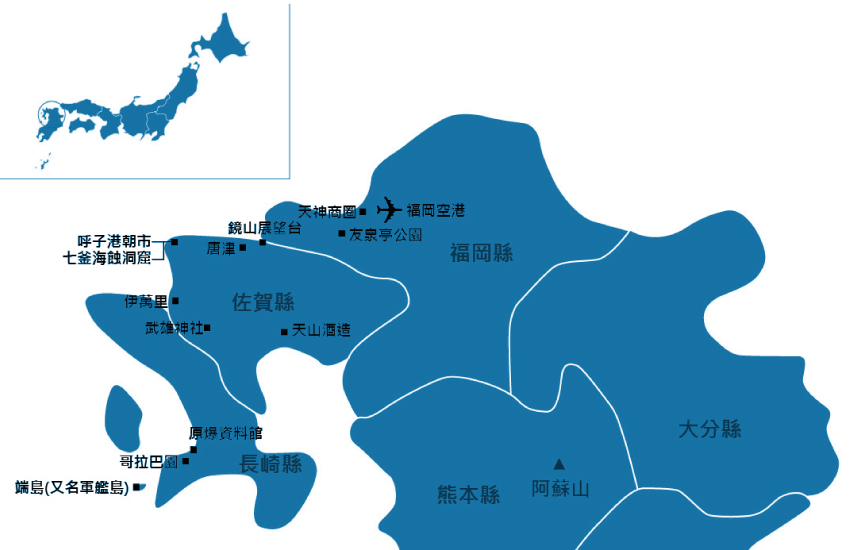 天神商圈
福岡空港
鏡山展望台
友泉亭公園
呼子港朝市
唐津
七釜海蝕洞窟
福岡縣
伊萬里
佐賀縣
武雄神社
天山酒造
大分縣
原爆資料館
哥拉巴園
長崎縣
端島(又名軍艦島)
熊本縣
阿蘇山